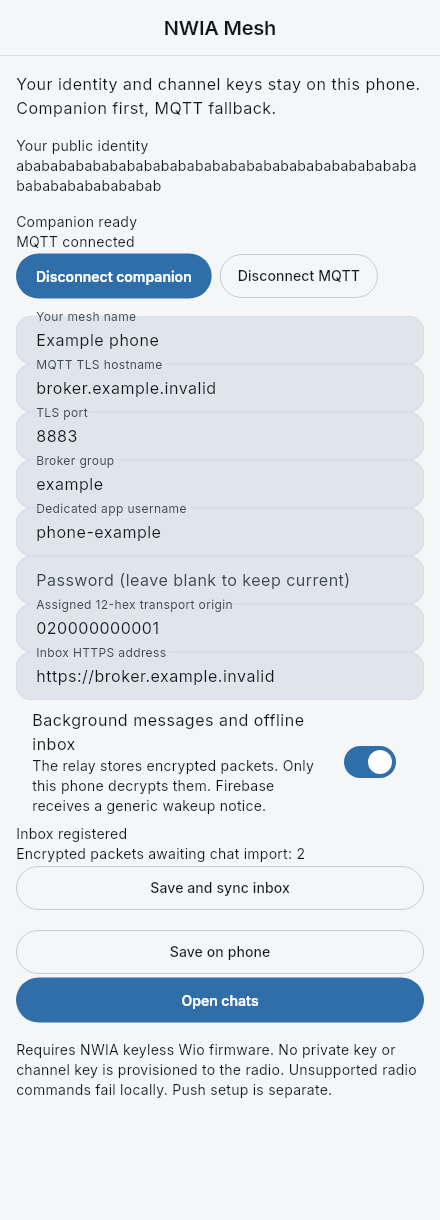 NWIA Mesh
Your identity and channel keys stay on this phone.
Companion first, MQTT fallback.
Your public identity
abababababababababababababababababababababababa
bababababababababab
Companion ready
MQTT connected
Disconnect companion
Disconnect MQTT
Your mesh name
Example phone
MQTT TLS hostname
broker.example.invalid
TLS port
8883
Broker group
example
Dedicated app username
phone-example
Password (leave blank to keep current)
Assigned 12-hex transport origin
020000000001
Inbox HTTPS address
https://broker.example.invalid
Background messages and offline
inbox
The relay stores encrypted packets. Only
this phone decrypts them. Firebase
receives a generic wakeup notice.
Inbox registered
Encrypted packets awaiting chat import: 2
Save and sync inbox
Save on phone
Open chats
Requires NWIA keyless Wio firmware. No private key or
channel key is provisioned to the radio. Unsupported radio
commands fail locally. Push setup is separate.